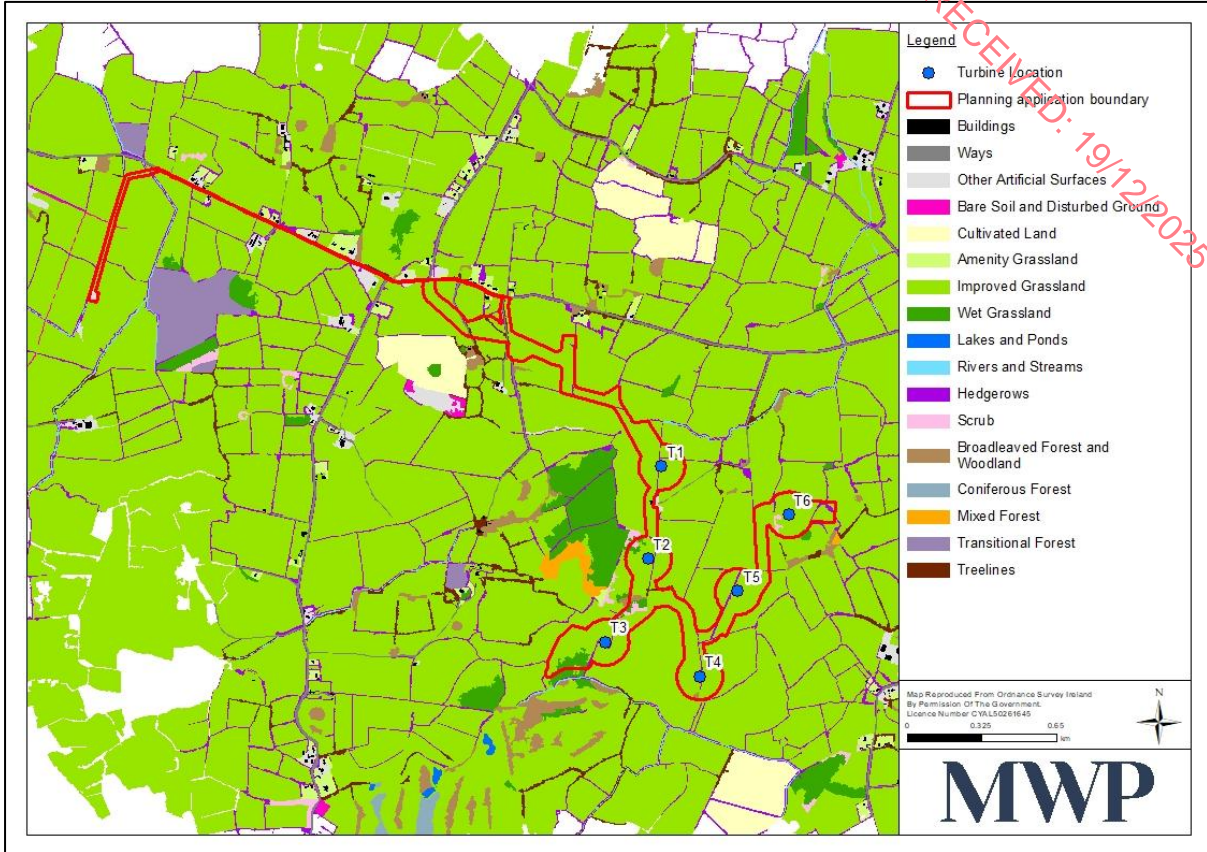 RECEIVED: 19/12/2025
Legend
Turbine Location
Planning application boundary
Buildings
Ways
Other Artificial Surfaces
Bare Soil and Disturbed Ground
Cultivated Land
Amenity Grassland
Improved Grassland
Wet Grassland
Lakes and Ponds
Rivers and Streams
Hedgerows
Scrub
Broadleaved Forest and
Woodland
Coniferous Forest
Mixed Forest
Transitional Forest
Treelines
T1
T6
T2
T5
T3
T4
Map Reproduced From Ordnance Survey Ireland
By Permission Of The Government.
Licence Number CYAL50261645
N
0 0.325 0.65
km
MWP